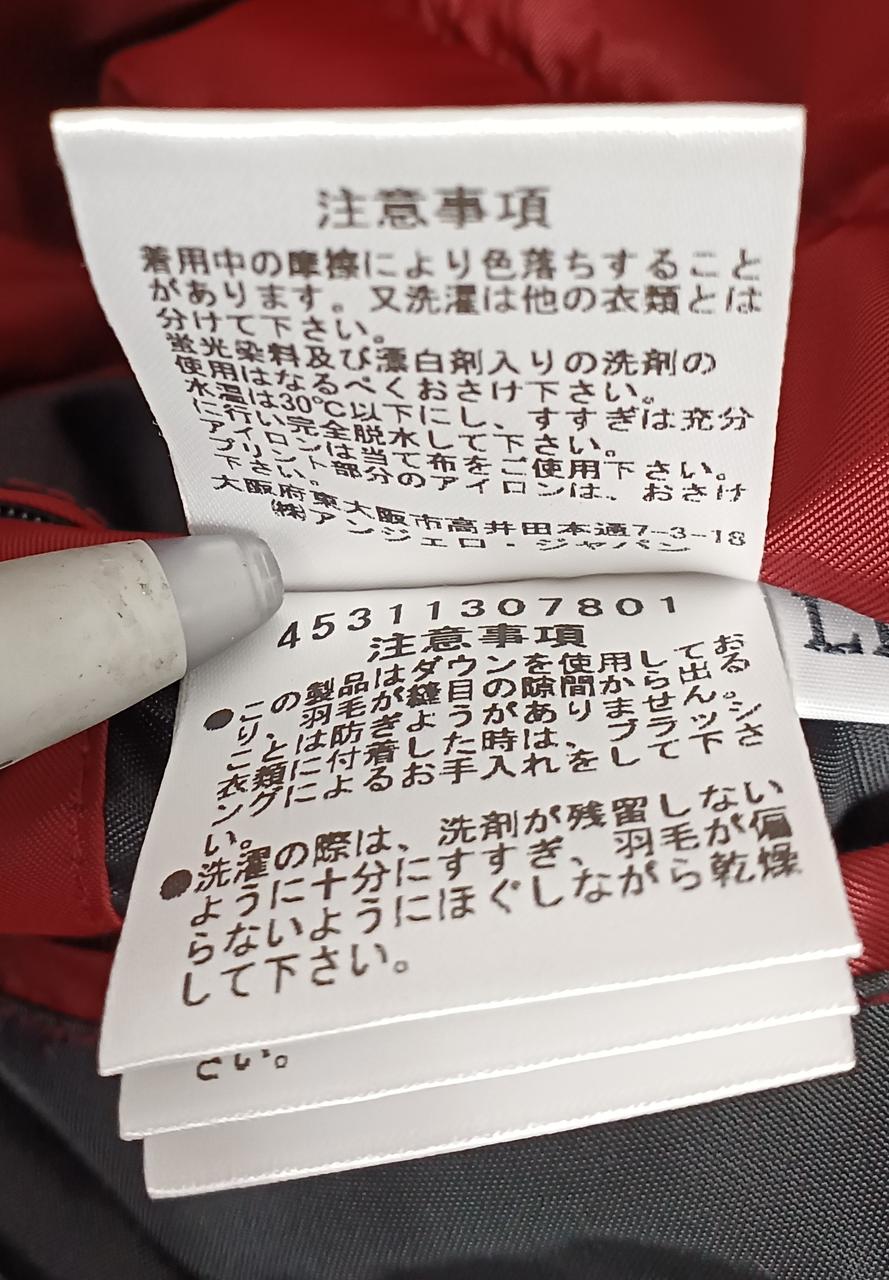 注意事項
着用中の摩擦により色落ちすること
があります。又洗濯は他の衣類とは
分けて下さい。
蛍光染料及び漂白剤入りの洗剤の
使用はなるべくおさけ下さい。
水温は30℃以下にし、すすぎは充分
に行い完全脱水して下さい。
アイロンは当て布をご使用下さい。
プリント部分のアイロンは、おさけ
下さい。
大阪府東大阪市高井田本通7-3-18
㈱アンジェロ・ジャパン
45311307801
注意事項
●この製品はダウンを使用しており、羽毛が縫目の隙間から出る
ことは防ぎようがありません。
衣類に付着した時は、ブラッシ
ングによるお手入れをして下さ
い。
●洗濯の際は、洗剤が残留しない
ように十分にすすぎ、羽毛が偏
らないようにほぐしながら乾燥
して下さい。
さい。